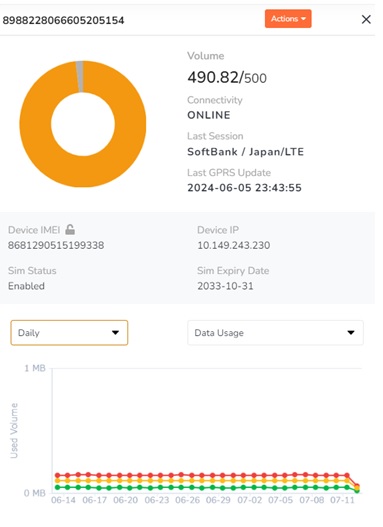 8988228066605205154
Actions
Volume
490.82/500
Connectivity
ONLINE
Last Session
SoftBank / Japan/LTE
Last GPRS Update
2024-06-05 23:43:55
Device IMEI
Device IP
8681290515199338
10.149.243.230
Sim Status
Sim Expiry Date
Enabled
2033-10-31
Daily
Data Usage
1 MB
Used Volume
0 MB
06-14 06-17 06-20 06-23 06-26 06-29 07-02 07-05 07-08 07-11